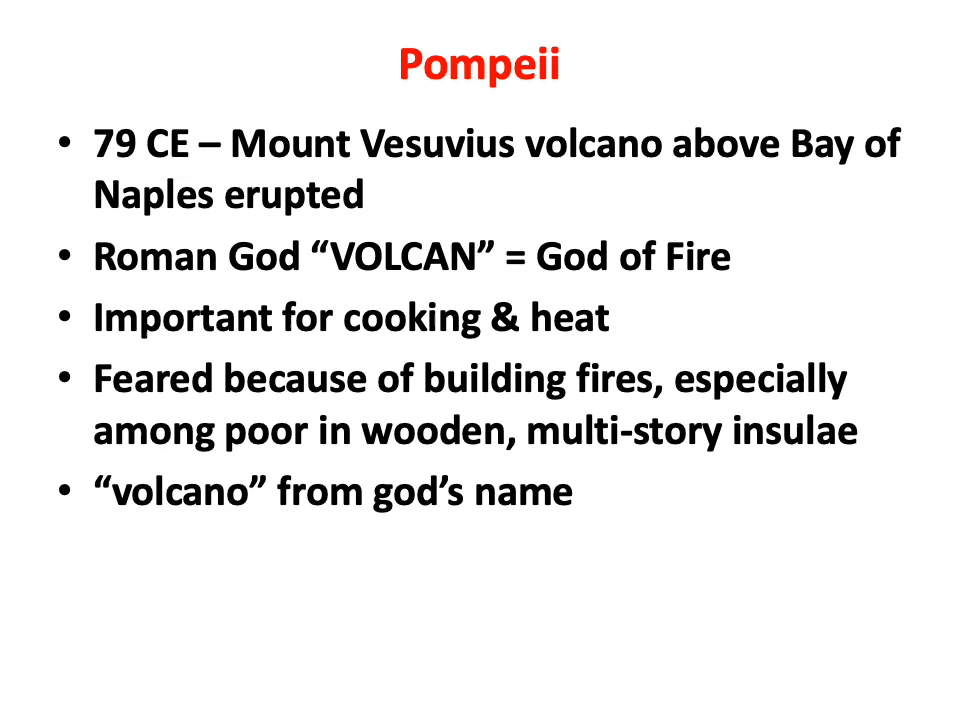 Pompeii
• 79 CE – Mount Vesuvius volcano above Bay of
Naples erupted
• Roman God “VOLCAN” = God of Fire
• Important for cooking & heat
• Feared because of building fires, especially
among poor in wooden, multi-story insulae
• “volcano” from god’s name